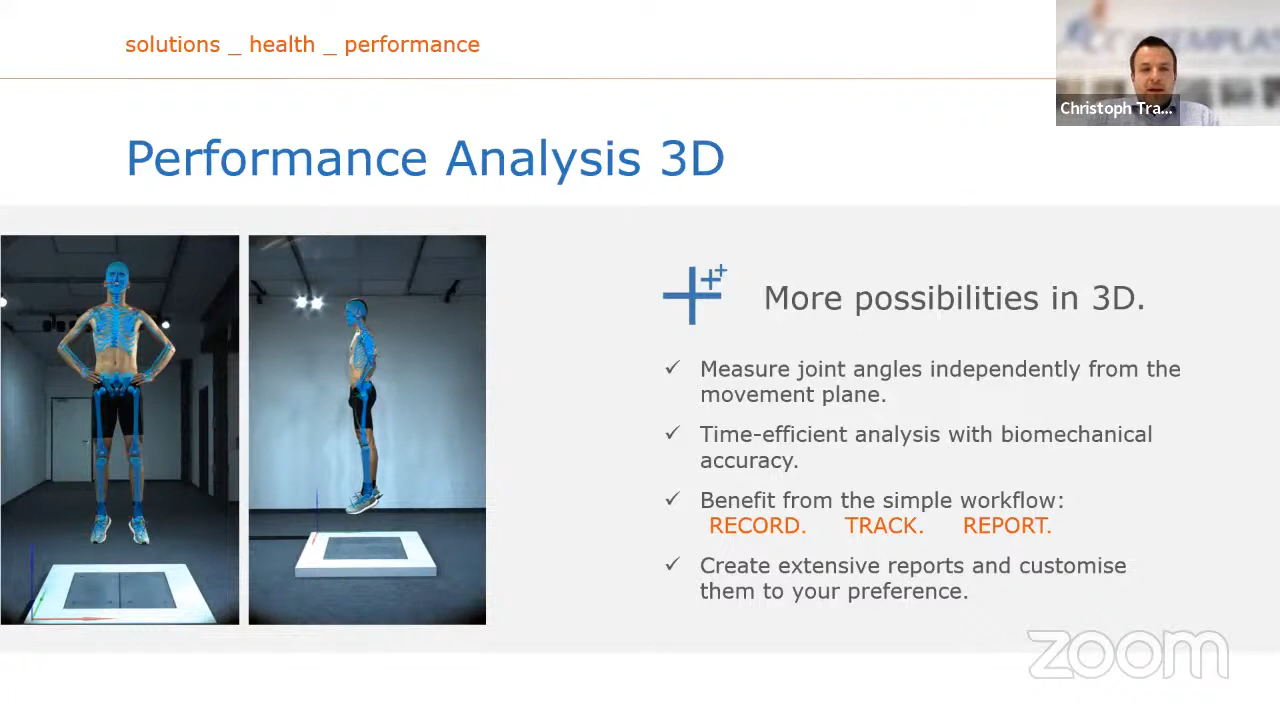 solutions _ health _ performance
Christoph Tra...
Performance Analysis 3D
More possibilities in 3D.
✓ Measure joint angles independently from the
movement plane.
✓ Time-efficient analysis with biomechanical
accuracy.
✓ Benefit from the simple workflow:
RECORD. TRACK. REPORT.
✓ Create extensive reports and customise
them to your preference.
zoom